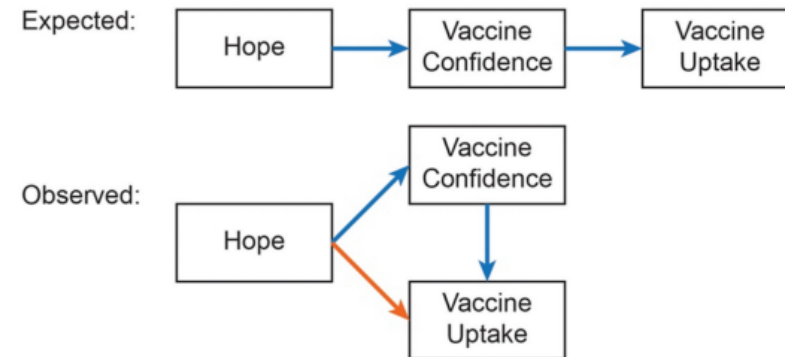 Expected:
Hope
Vaccine
Confidence
Vaccine
Uptake
Observed:
Hope
Vaccine
Confidence
Vaccine
Uptake